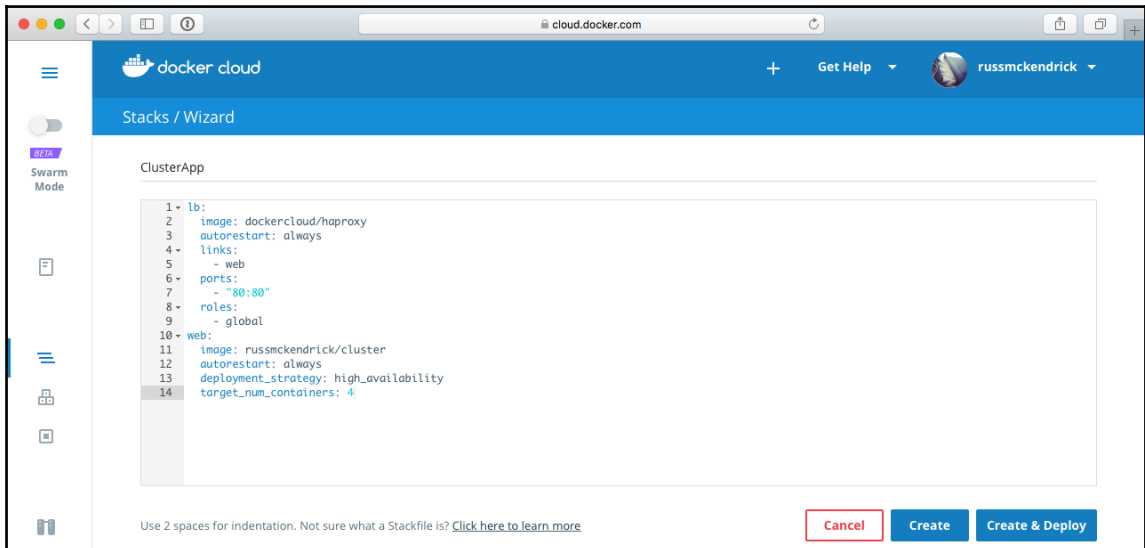 cloud.docker.com
docker cloud
+ Get Help russmckendrick
Stacks / Wizard
BETA
Swarm
Mode
ClusterApp
1 lb:
2   image: dockercloud/haproxy
3   autorestart: always
4   links:
5     - web
6   ports:
7     - "80:80"
8   roles:
9     - global
10 web:
11   image: russmckendrick/cluster
12   autorestart: always
13   deployment_strategy: high_availability
14   target_num_containers: 4
Use 2 spaces for indentation. Not sure what a Stackfile is? Click here to learn more
Cancel Create Create & Deploy